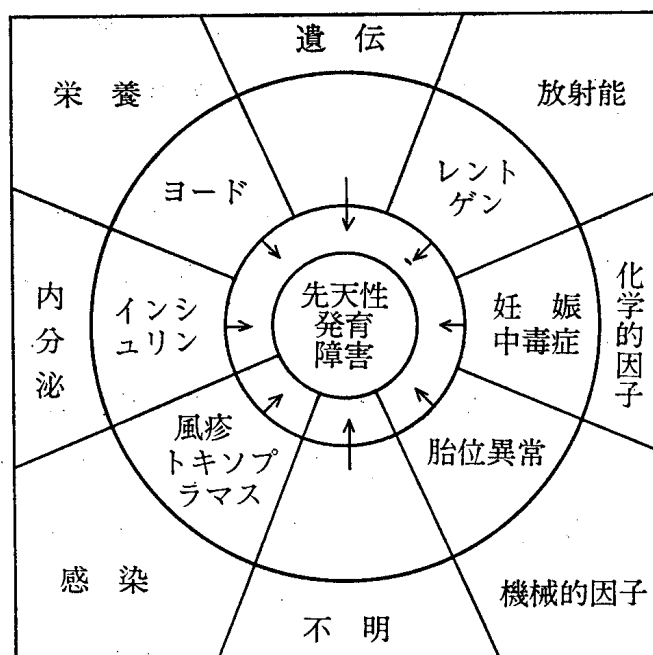 遺 伝
栄 養
放射能
ヨード
レント
ゲン
内分泌
インシ
ュリン
先天性
発育
障害
妊 娠
中毒症
化学的因子
風疹
トキソプ
ラマス
胎位異常
感 染
不 明
機械的因子